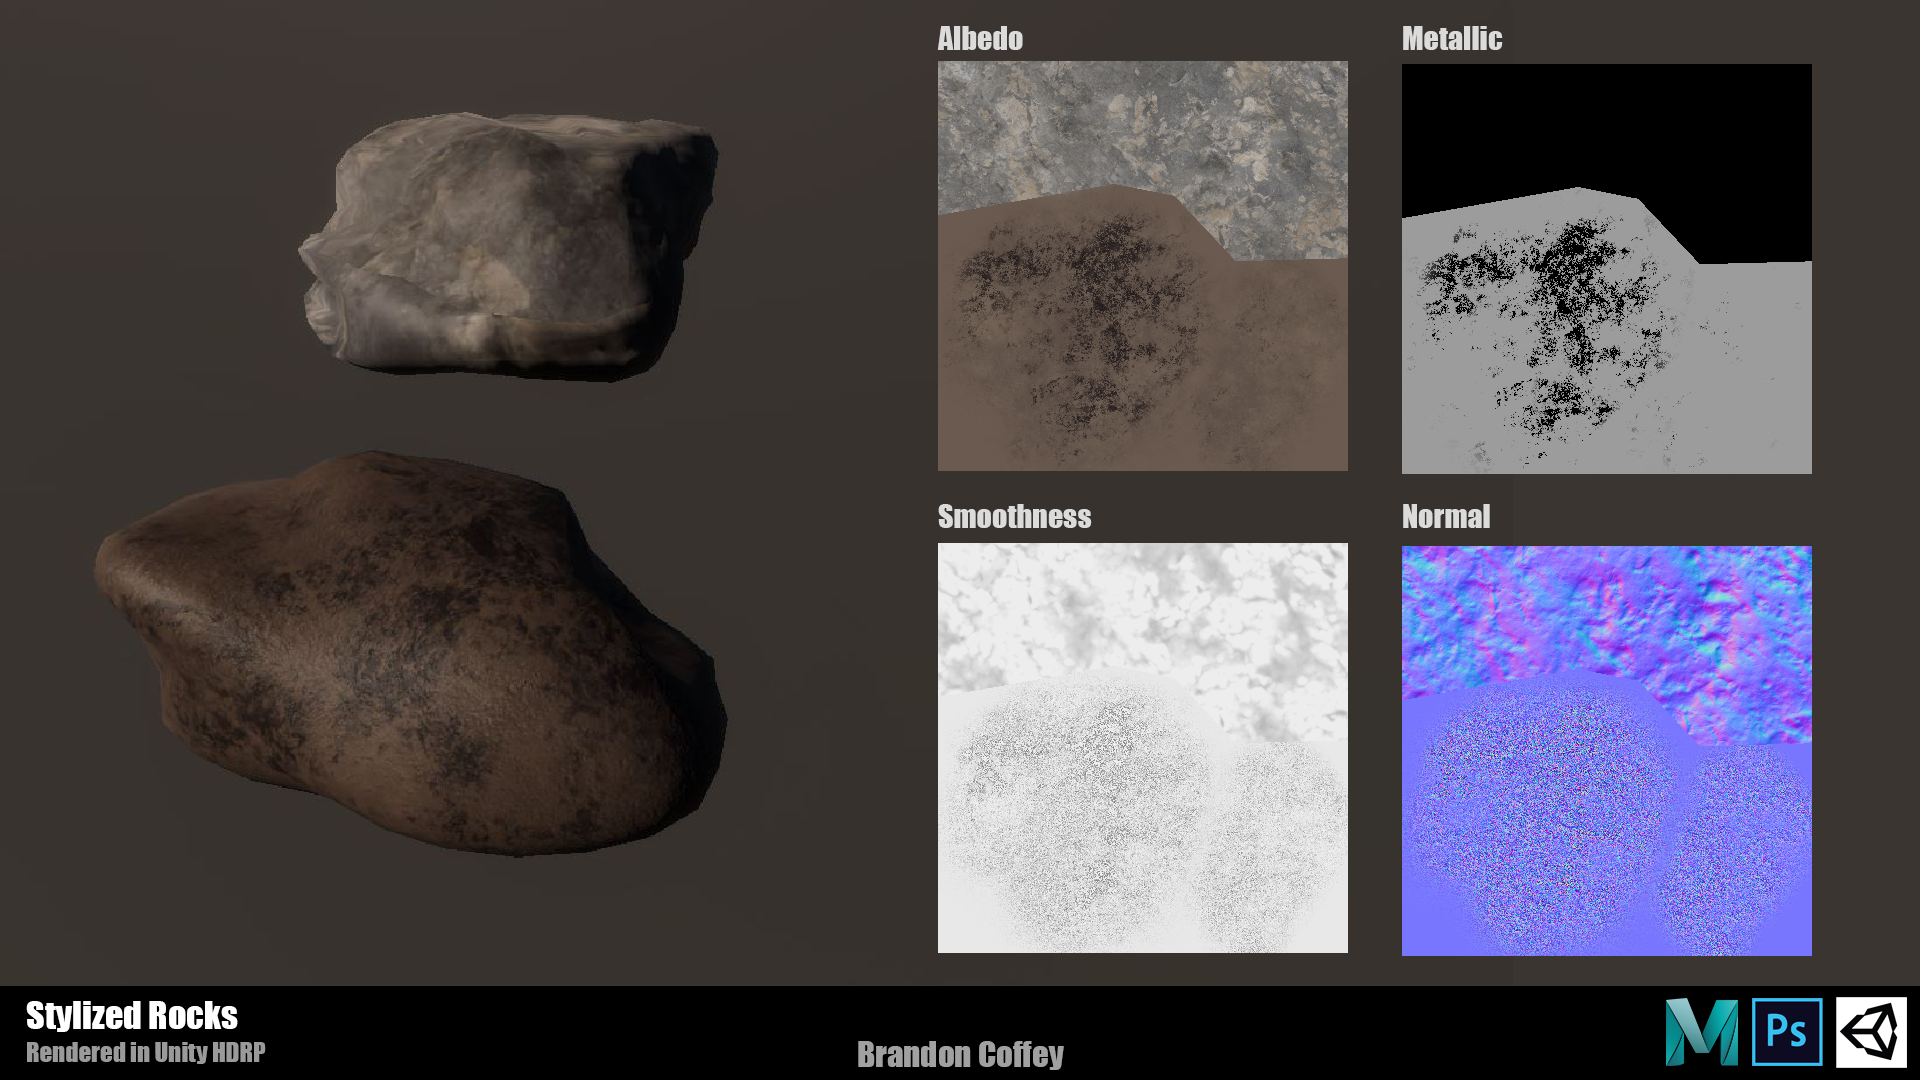 Albedo
Metallic
Smoothness
Normal
Stylized Rocks
Rendered in Unity HDRP
Brandon Coffey
Ps